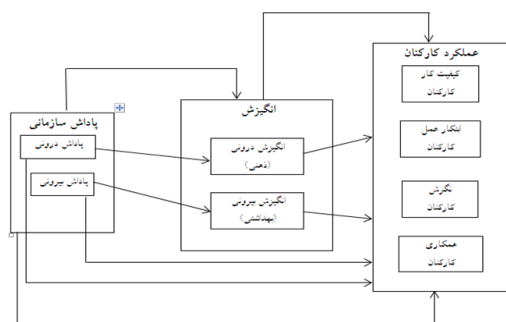 عملکرد کارکنان
کیفیت کار
کارکنان
انگیزش
پاداش سازمانی
ابتکار عمل
کارکنان
پاداش درونی
انگیزش درونی
(ذهنی)
پاداش بیرونی
نگرش
کارکنان
انگیزش بیرونی
(بهداشتی)
همکاری
کارکنان